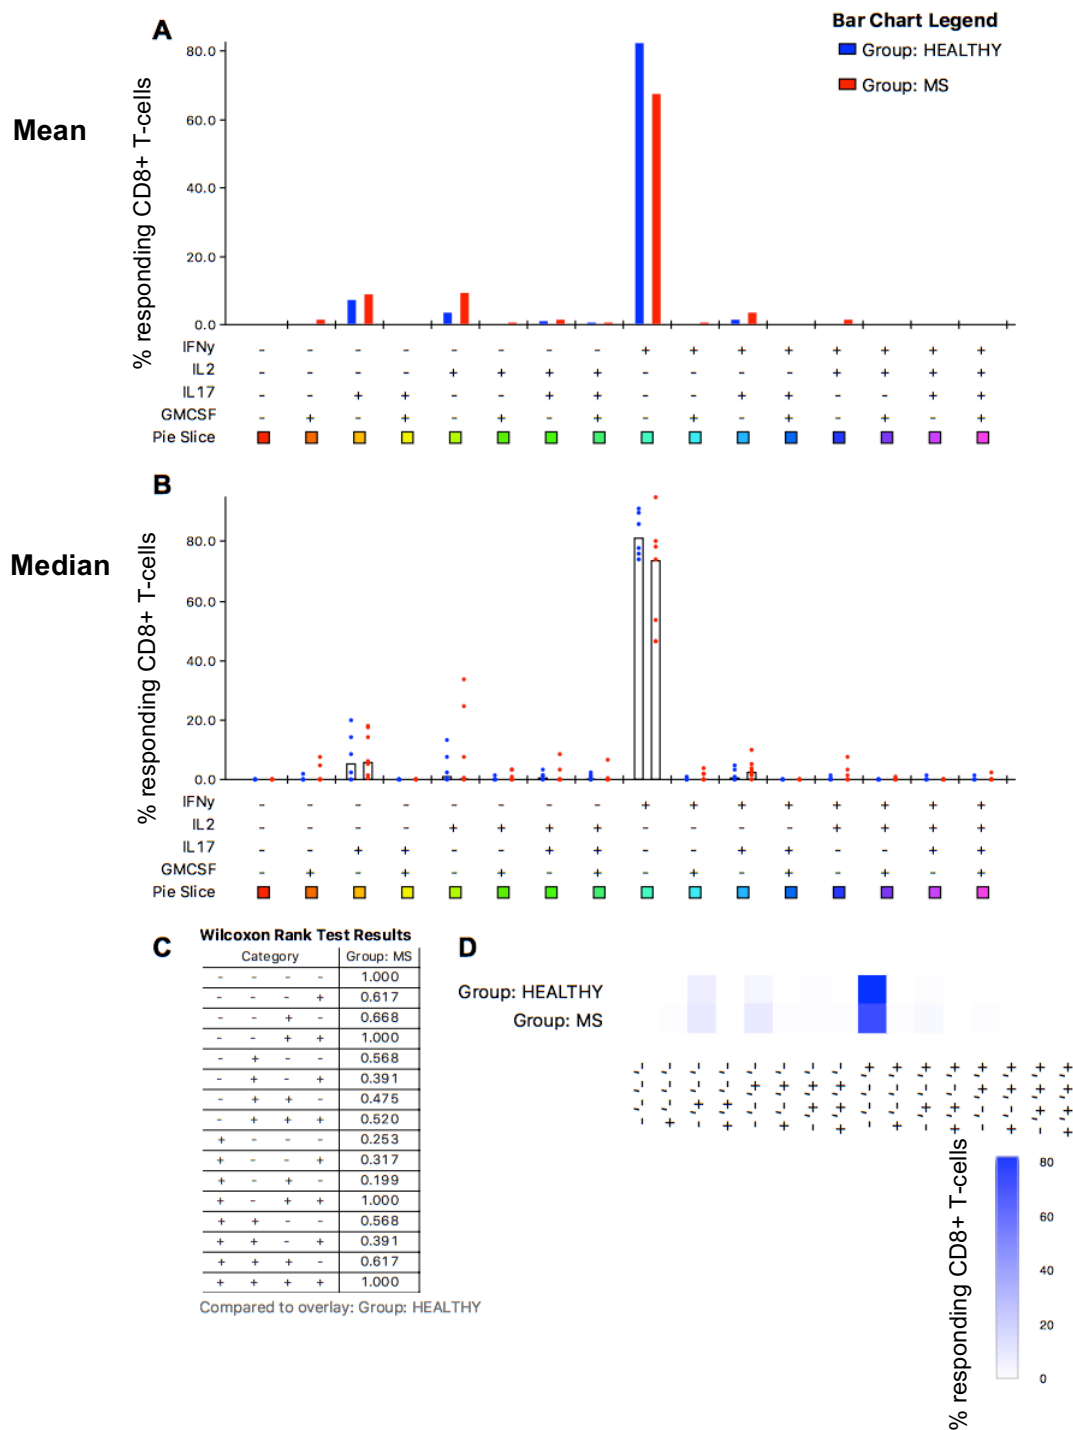 A
Bar Chart Legend
Group: HEALTHY
Group: MS
Mean
% responding CD8+ T-cells
80.0
60.0
40.0
20.0
0.0
IFNy - - - - - - - - + + + + + + + +
IL2 - - - - + + + + - - - - + + + +
IL17 - - + + - - + + - - + + - - + +
GMCSF - + - + - + - + - + - + - + - +
Pie Slice
B
Median
% responding CD8+ T-cells
80.0
60.0
40.0
20.0
0.0
IFNy - - - - - - - - + + + + + + + +
IL2 - - - - + + + + - - - - + + + +
IL17 - - + + - - + + - - + + - - + +
GMCSF - + - + - + - + - + - + - + - +
Pie Slice
C
Wilcoxon Rank Test Results
Category Group: MS
- - - - 1.000
- - - + 0.617
- - + - 0.668
- - + + 1.000
- + - - 0.568
- + - + 0.391
- + + - 0.475
- + + + 0.520
+ - - - 0.253
+ - - + 0.317
+ - + - 0.199
+ - + + 1.000
+ + - - 0.568
+ + - + 0.391
+ + + - 0.617
+ + + + 1.000
Compared to overlay: Group: HEALTHY
D
Group: HEALTHY
Group: MS
-,-,-,-
-,-,-,+
-,-,+,-
-,-,+,+
-,+,-,-
-,+,-,+
-,+,+,-
-,+,+,+
+,-,-,-
+,-,-,+
+,-,+,-
+,-,+,+
+,+,-,-
+,+,-,+
+,+,+,-
+,+,+,+
% responding CD8+ T-cells
80
60
40
20
0